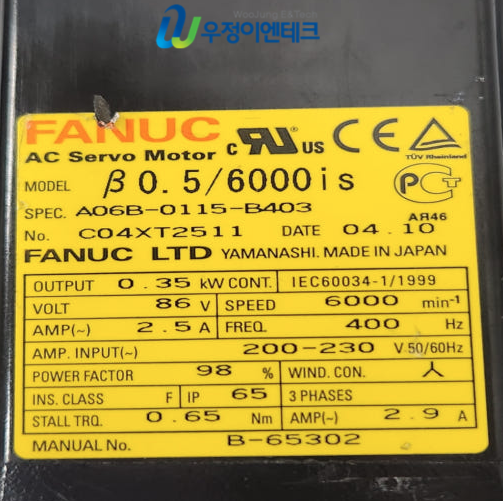 WooJung E&Tech
우정이엔테크
FANUC
AC Servo Motor c UR US CE TÜV Rheinland
MODEL β0.5/6000is
SPEC. A06B-0115-B403 PCT AR46
No. C04XT2511 DATE 04.10
FANUC LTD YAMANASHI. MADE IN JAPAN
OUTPUT 0.35 kW CONT. IEC60034-1/1999
VOLT 86 V SPEED 6000 min⁻¹
AMP(~) 2.5 A FREQ. 400 Hz
AMP. INPUT(~) 200-230 V 50/60Hz
POWER FACTOR 98 % WIND. CON. 人
INS. CLASS F IP 65 3 PHASES
STALL TRQ. 0.65 Nm AMP(~) 2.9 A
MANUAL No. B-65302